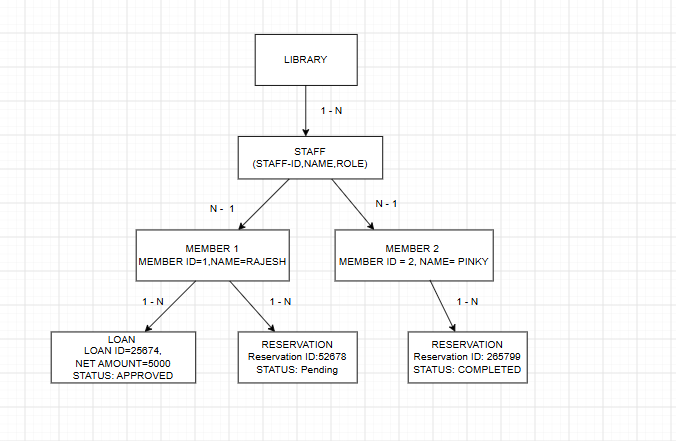 LIBRARY
1 - N
STAFF
(STAFF-ID,NAME,ROLE)
N - 1
N - 1
MEMBER 1
MEMBER ID=1,NAME=RAJESH
MEMBER 2
MEMBER ID = 2, NAME= PINKY
1 - N
1 - N
1 - N
LOAN
LOAN ID=25674,
NET AMOUNT=5000
STATUS: APPROVED
RESERVATION
Reservation ID:52678
STATUS: Pending
RESERVATION
Reservation ID: 265799
STATUS: COMPLETED